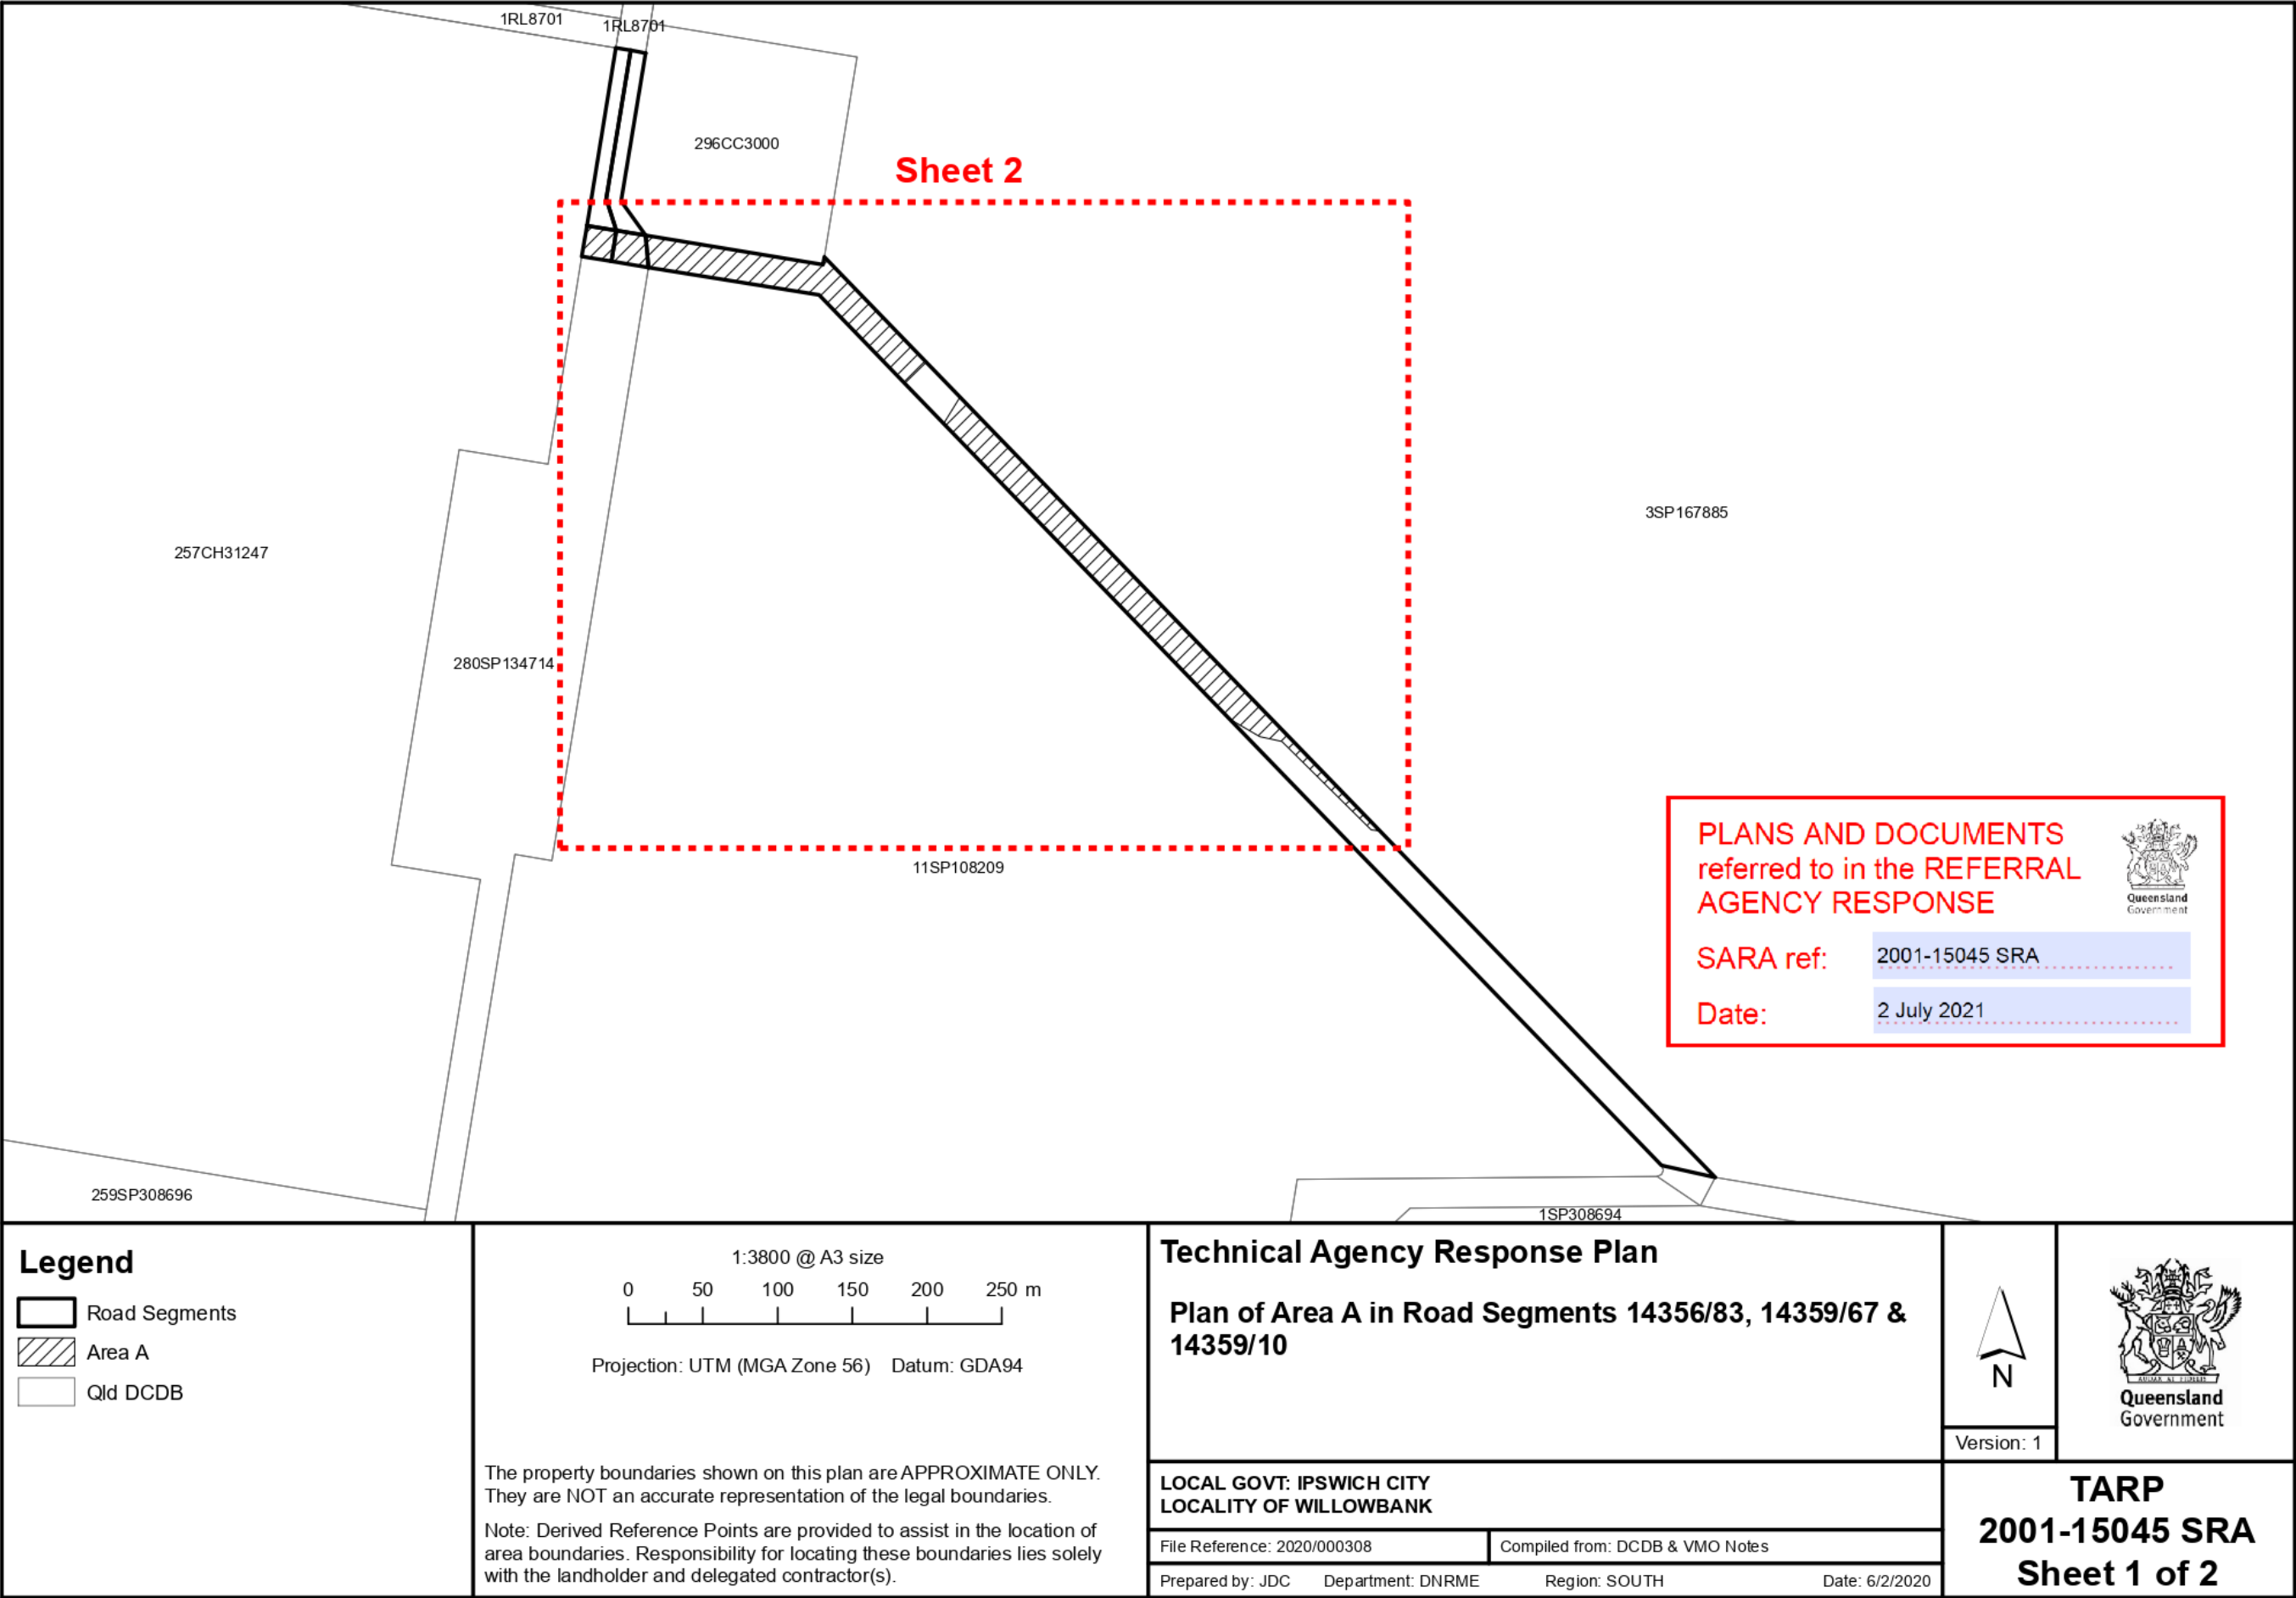 1RL8701
1RL8701
296CC3000
Sheet 2
3SP167885
257CH31247
280SP134714
11SP108209
PLANS AND DOCUMENTS
referred to in the REFERRAL
AGENCY RESPONSE
Queensland
Government
SARA ref: 2001-15045 SRA
Date: 2 July 2021
259SP308696
1SP308694
Legend
Road Segments
Area A
Qld DCDB
1:3800 @ A3 size
0 50 100 150 200 250 m
Projection: UTM (MGA Zone 56) Datum: GDA94
The property boundaries shown on this plan are APPROXIMATE ONLY.
They are NOT an accurate representation of the legal boundaries.
Note: Derived Reference Points are provided to assist in the location of
area boundaries. Responsibility for locating these boundaries lies solely
with the landholder and delegated contractor(s).
Technical Agency Response Plan
Plan of Area A in Road Segments 14356/83, 14359/67 &
14359/10
LOCAL GOVT: IPSWICH CITY
LOCALITY OF WILLOWBANK
File Reference: 2020/000308
Compiled from: DCDB & VMO Notes
Prepared by: JDC Department: DNRME Region: SOUTH Date: 6/2/2020
N
Version: 1
AUDAX AT FIDELIS
Queensland
Government
TARP
2001-15045 SRA
Sheet 1 of 2